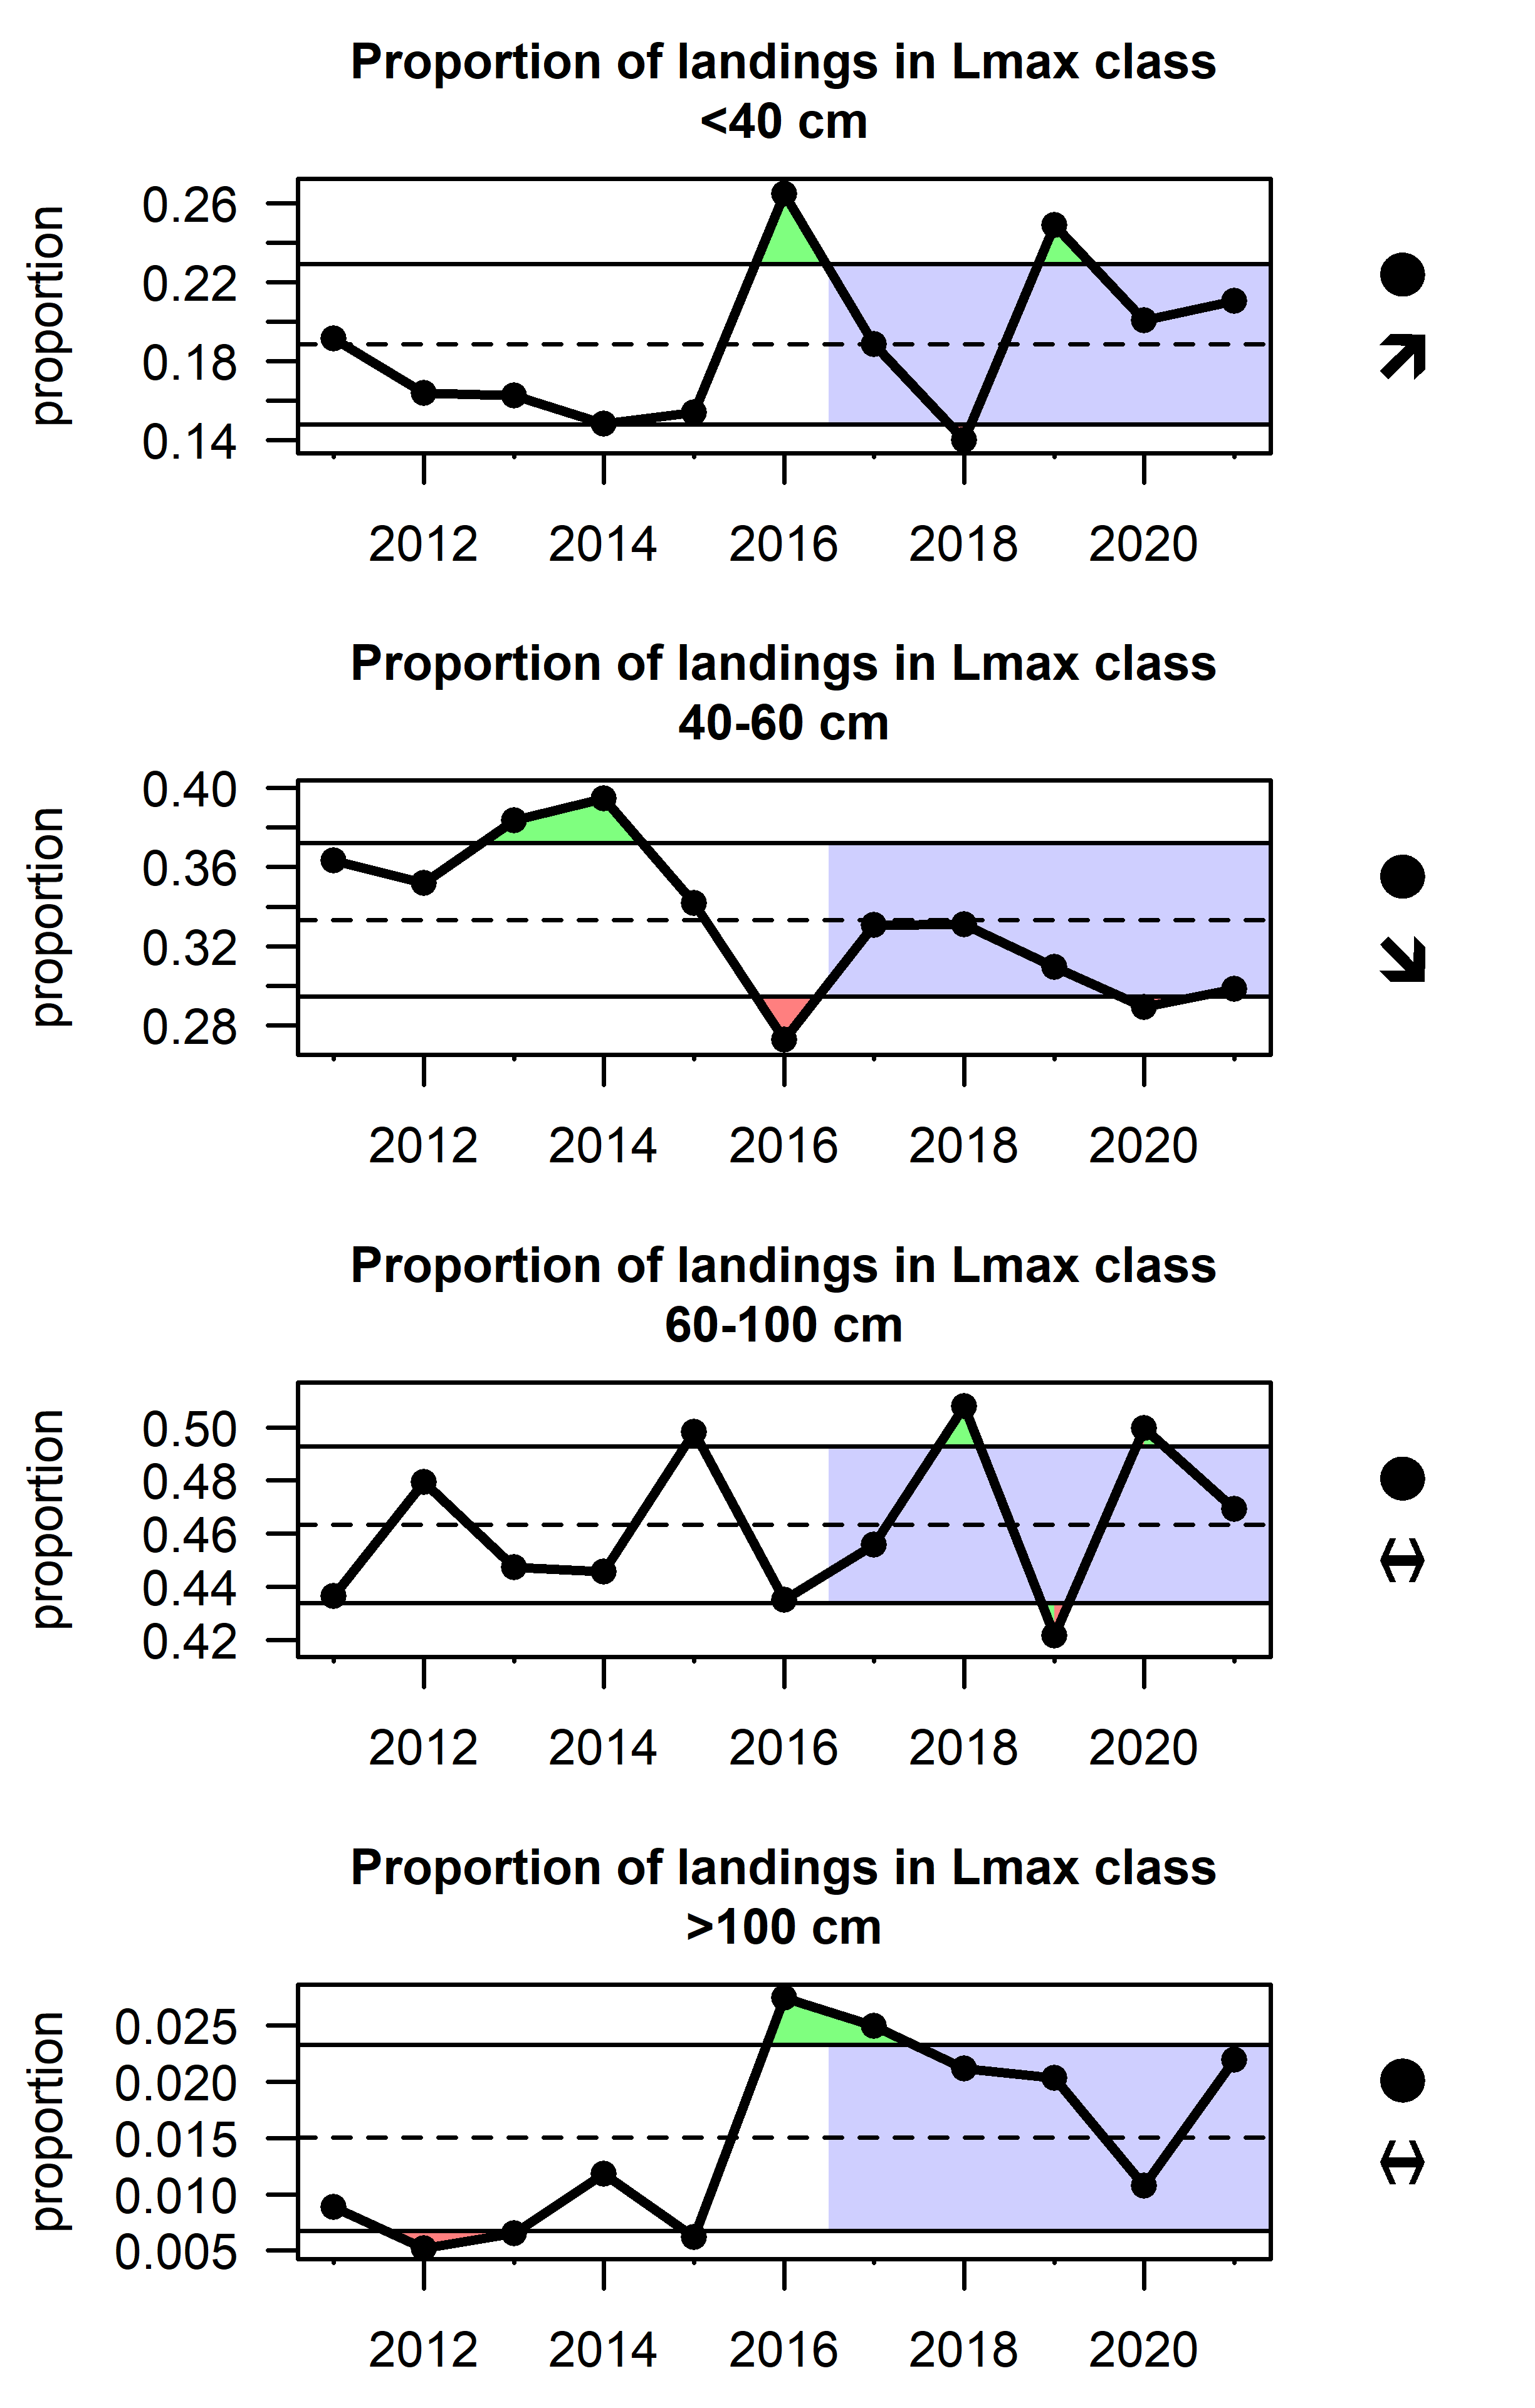 Proportion of landings in Lmax class
<40 cm
proportion
0.26
0.22
0.18
0.14
2012 2014 2016 2018 2020
Proportion of landings in Lmax class
40-60 cm
proportion
0.40
0.36
0.32
0.28
2012 2014 2016 2018 2020
Proportion of landings in Lmax class
60-100 cm
proportion
0.50
0.48
0.46
0.44
0.42
2012 2014 2016 2018 2020
Proportion of landings in Lmax class
>100 cm
proportion
0.025
0.020
0.015
0.010
0.005
2012 2014 2016 2018 2020